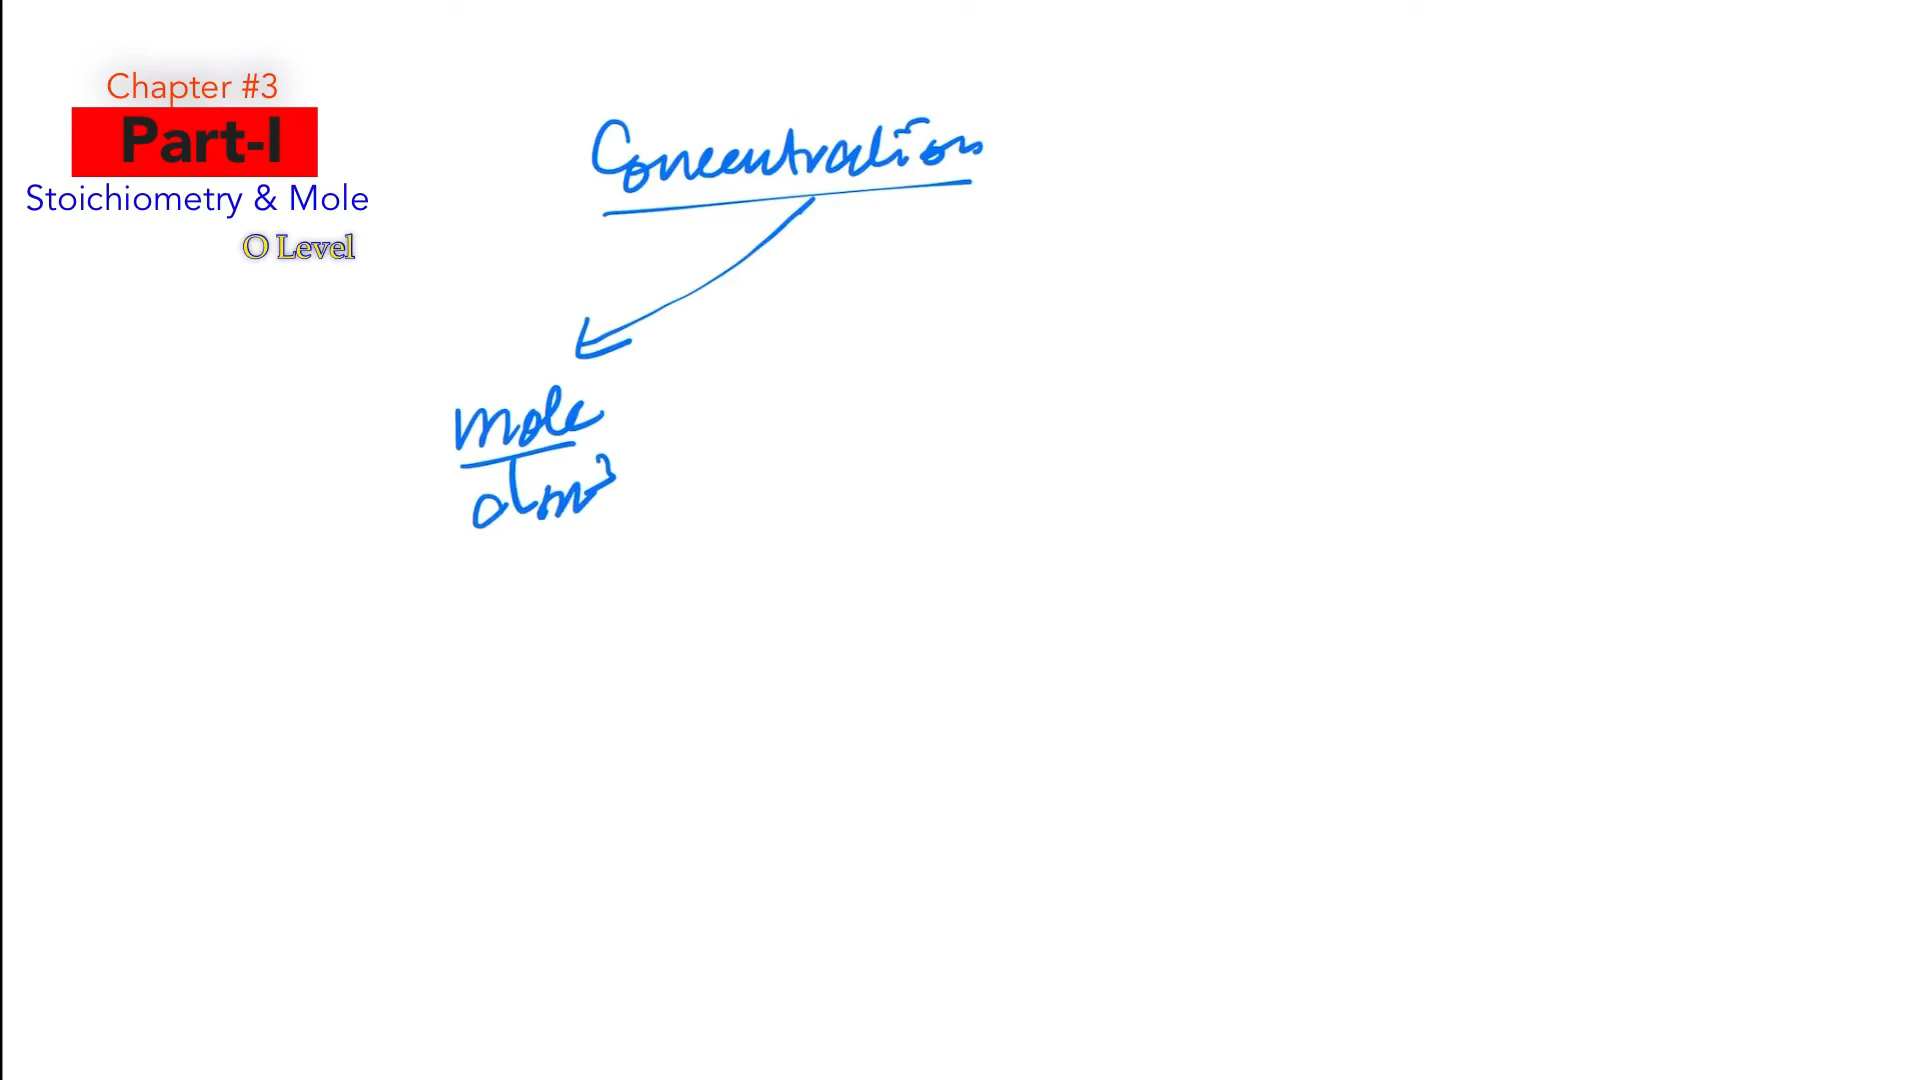 Chapter #3
Part-I
Stoichiometry & Mole
O Level
Concentration
mole
dm³